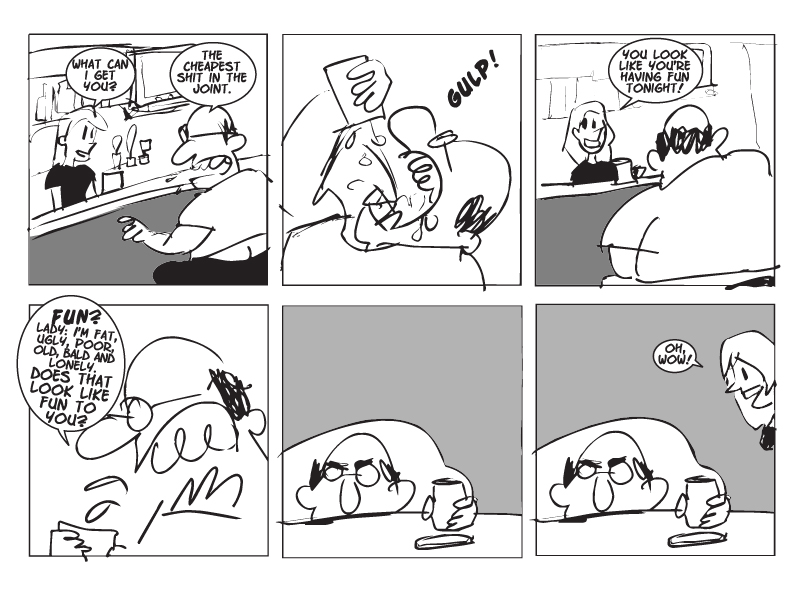 WHAT CAN
I GET
YOU?
THE
CHEAPEST
SHIT IN THE
JOINT.
GULP!
YOU LOOK
LIKE YOU'RE
HAVING FUN
TONIGHT!
FUN?
LADY: I'M FAT,
UGLY, POOR,
OLD, BALD AND
LONELY.
DOES THAT
LOOK LIKE
FUN TO
YOU?
OH,
WOW!